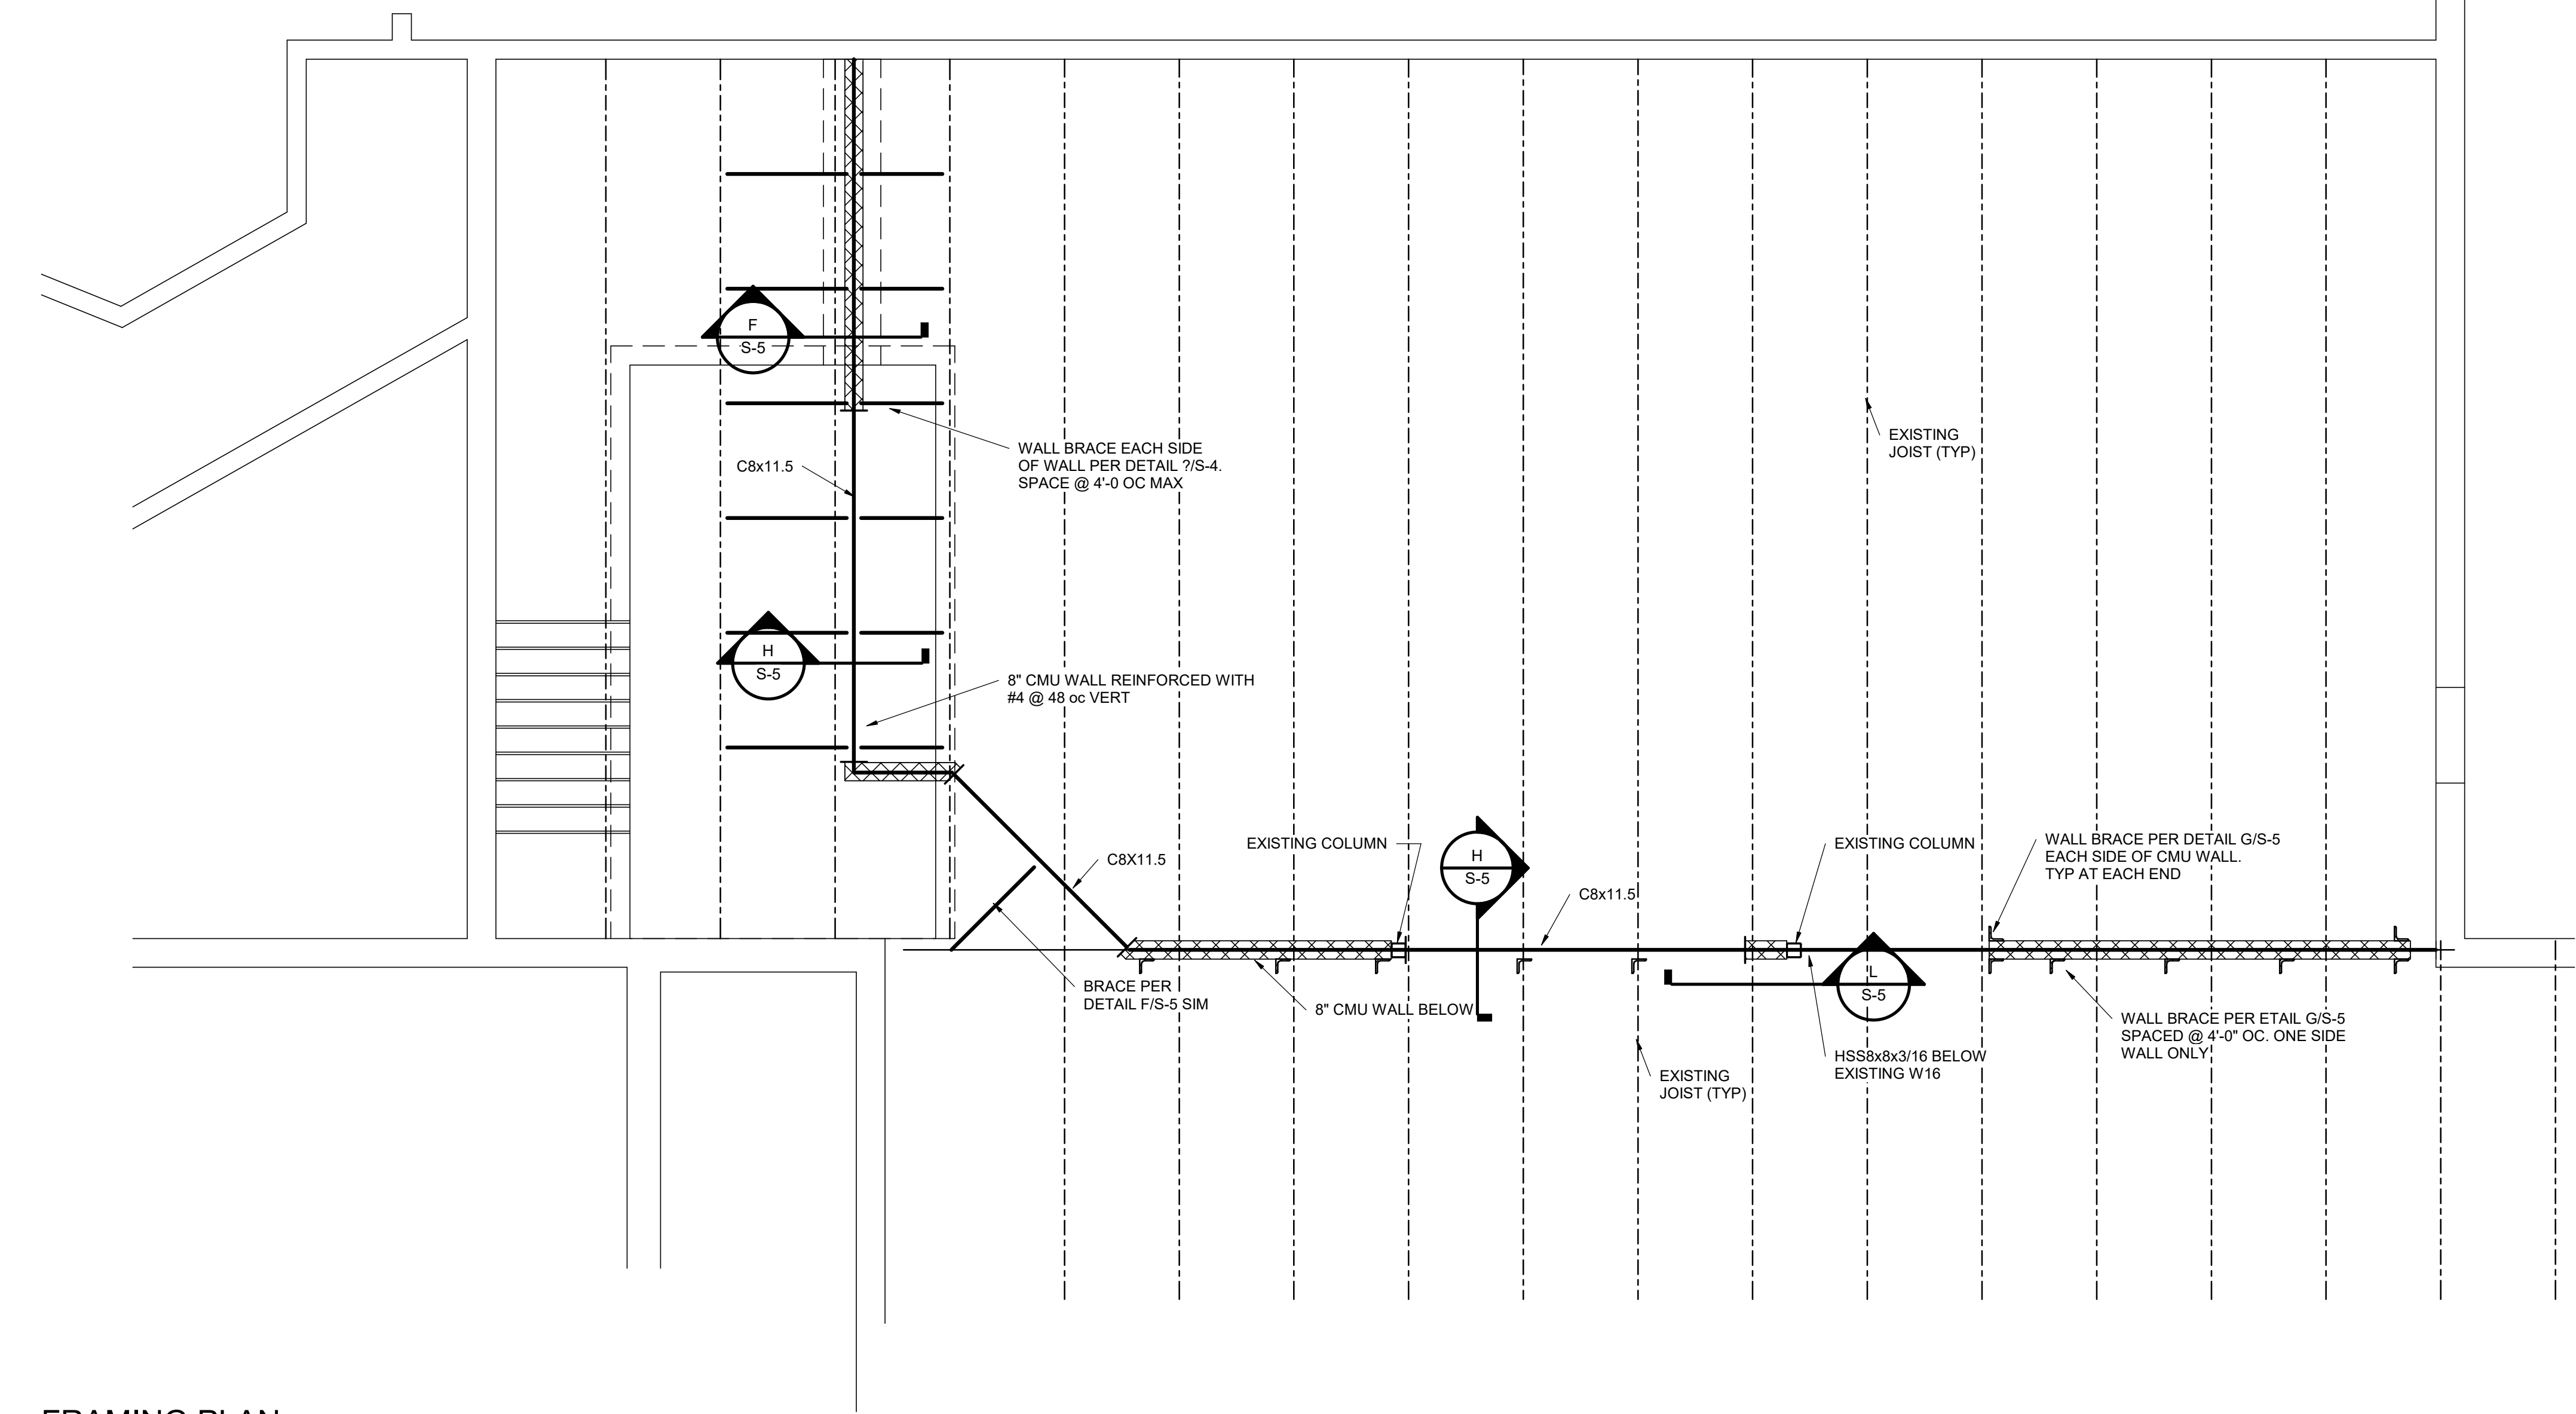 F
S-5
EXISTING
JOIST (TYP)
WALL BRACE EACH SIDE
OF WALL PER DETAIL ?/S-4.
SPACE @ 4'-0 OC MAX
C8x11.5
H
S-5
8" CMU WALL REINFORCED WITH
#4 @ 48 oc VERT
C8X11.5
EXISTING COLUMN
H
S-5
C8x11.5
EXISTING COLUMN
WALL BRACE PER DETAIL G/S-5
EACH SIDE OF CMU WALL.
TYP AT EACH END
BRACE PER
DETAIL F/S-5 SIM
8" CMU WALL BELOW
L
S-5
HSS8x8x3/16 BELOW
EXISTING W16
WALL BRACE PER ETAIL G/S-5
SPACED @ 4'-0" OC. ONE SIDE
WALL ONLY
EXISTING
JOIST (TYP)
FRAMING PLAN